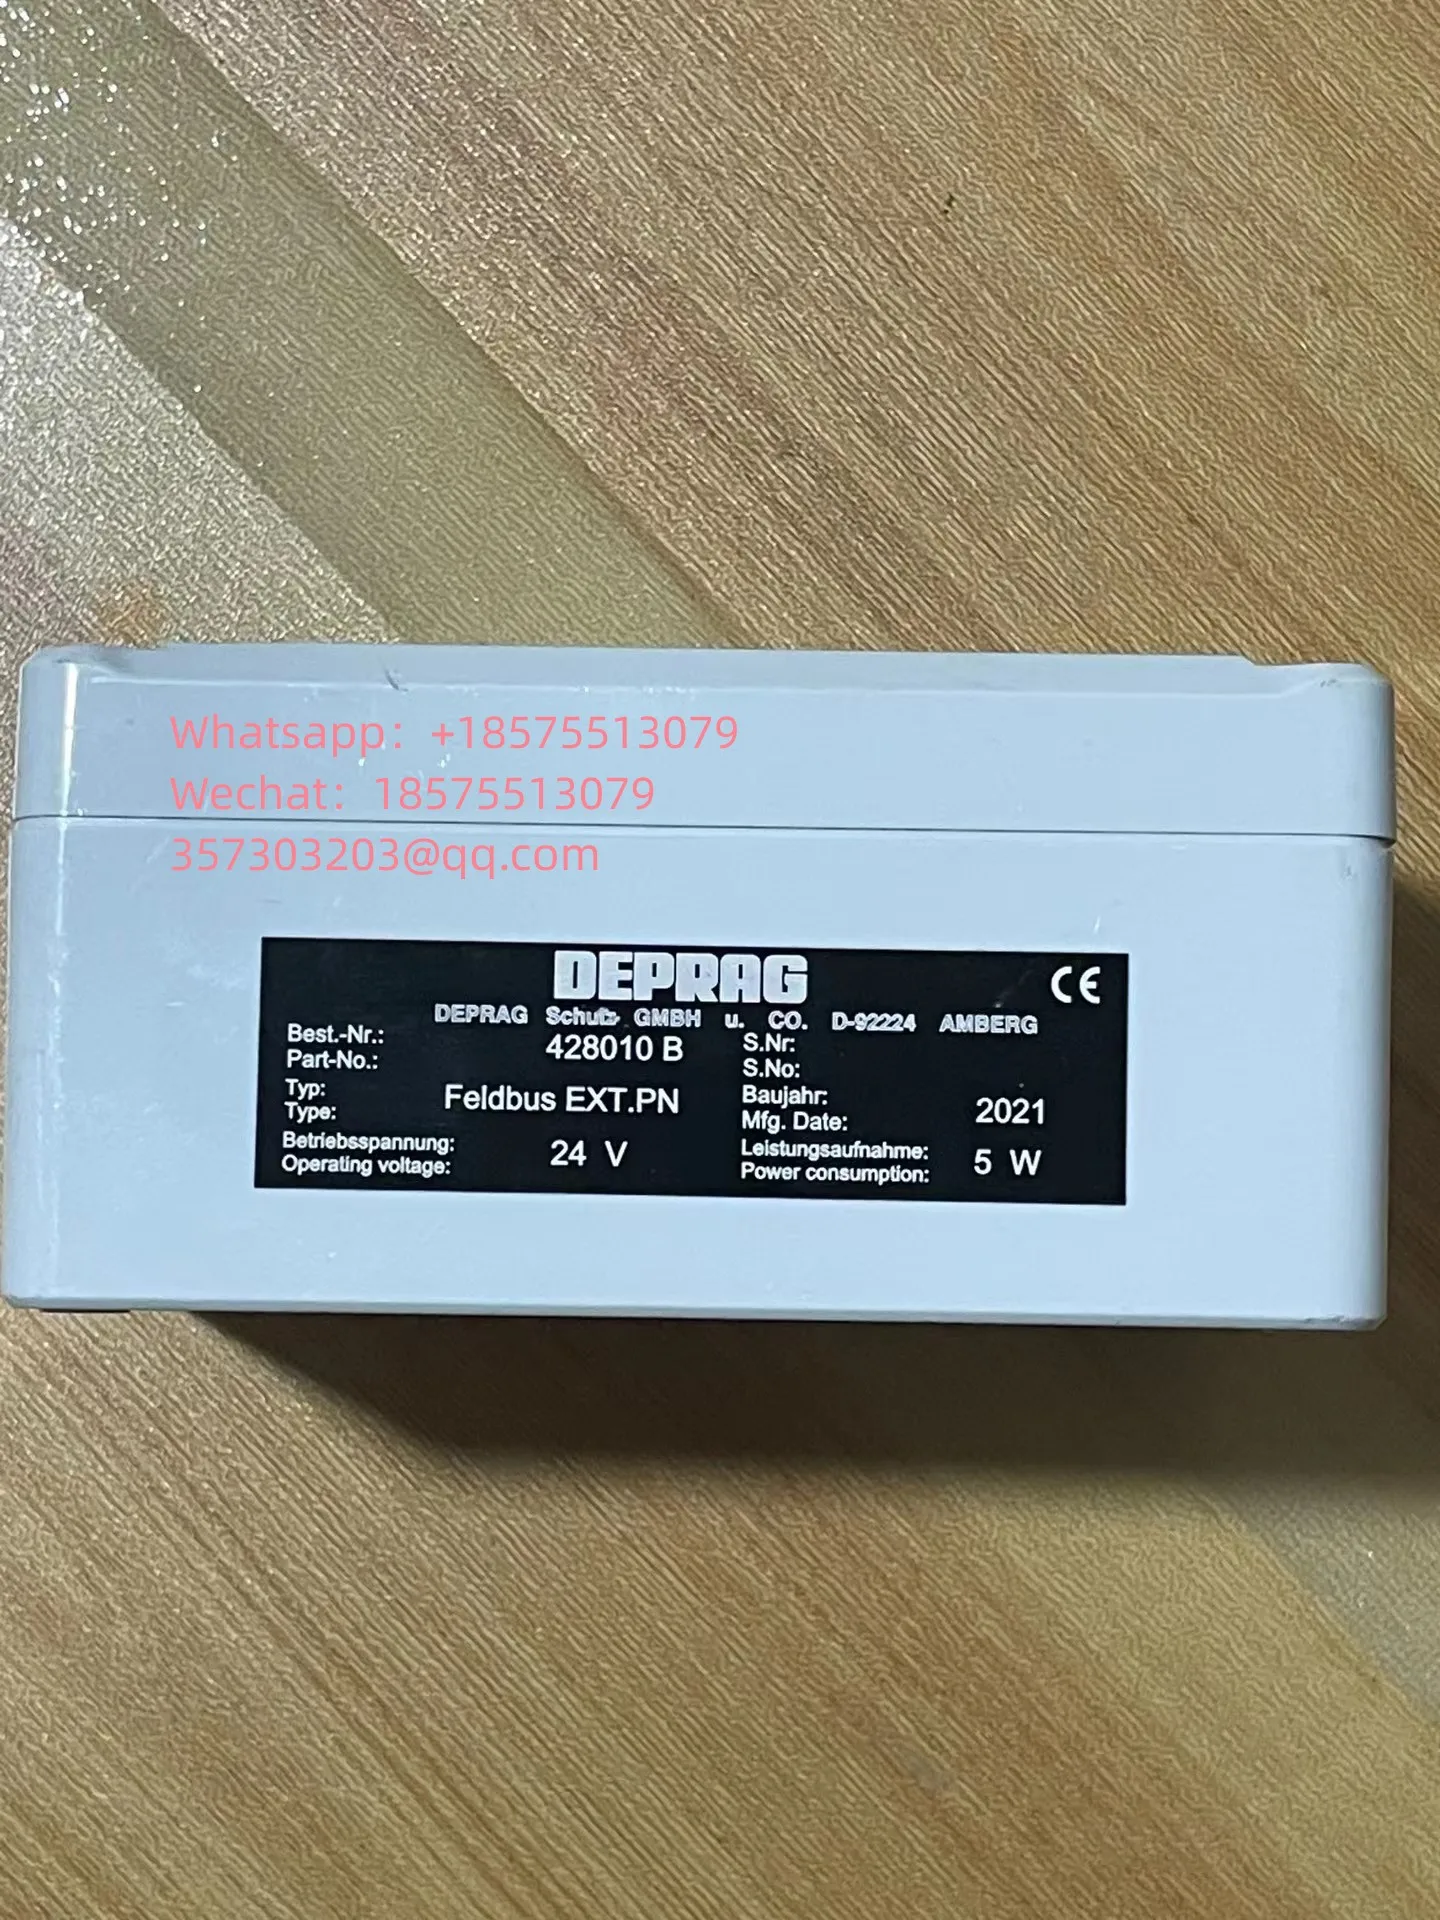 Whatsapp：+18575513079
Wechat：18575513079
357303203@qq.com
DEPRAG
CE
DEPRAG Schulz GMBH u. CO. D-92224 AMBERG
Best.-Nr.:
Part-No.:
428010 B
S.Nr:
S.No:
Typ:
Type:
Feldbus EXT.PN
Baujahr:
Mfg. Date:
2021
Betriebsspannung:
Operating voltage:
24 V
Leistungsaufnahme:
Power consumption:
5 W